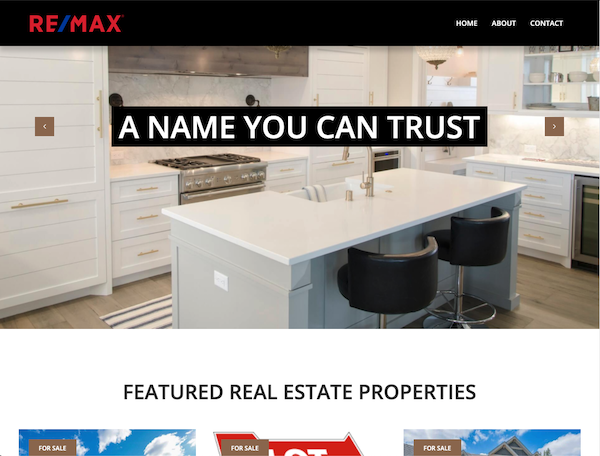 RE/MAX
HOME ABOUT CONTACT
A NAME YOU CAN TRUST
FEATURED REAL ESTATE PROPERTIES
FOR SALE
FOR SALE
FOR SALE